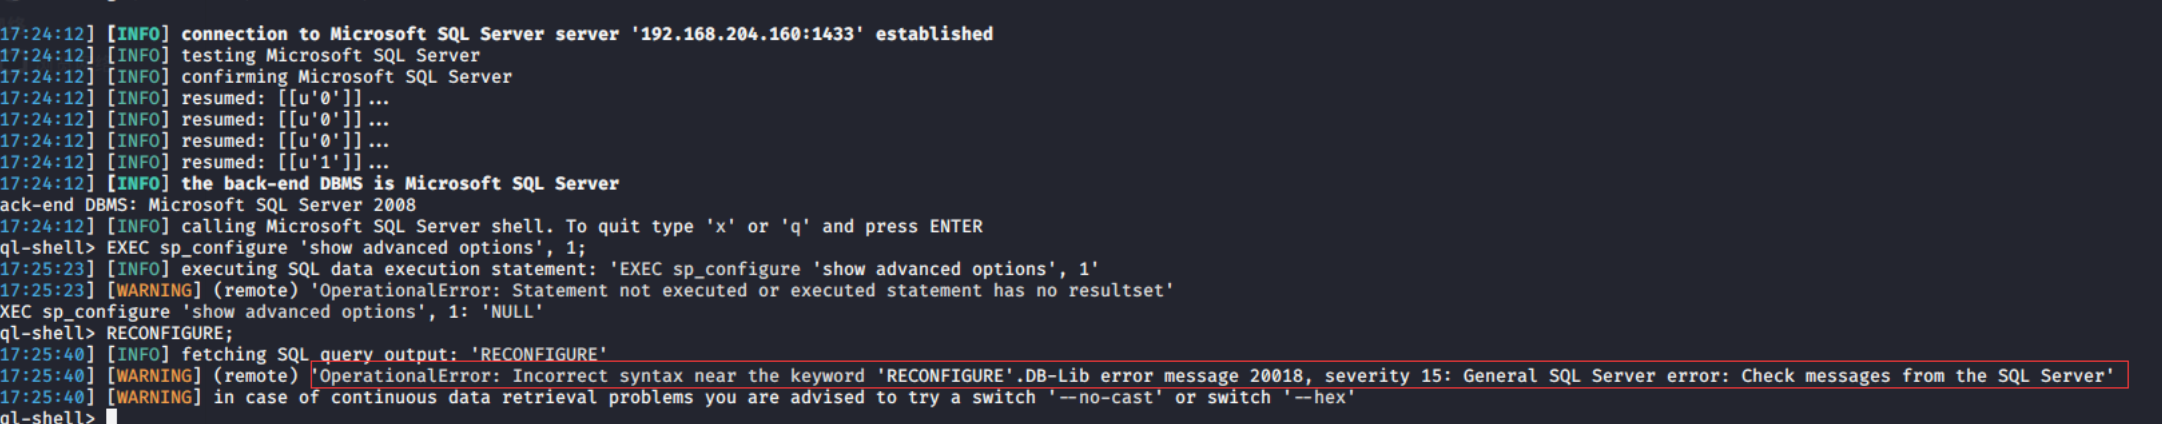 17:24:12] [INFO] connection to Microsoft SQL Server server '192.168.204.160:1433' established
17:24:12] [INFO] testing Microsoft SQL Server
17:24:12] [INFO] confirming Microsoft SQL Server
17:24:12] [INFO] resumed: [[u'0']]...
17:24:12] [INFO] resumed: [[u'0']]...
17:24:12] [INFO] resumed: [[u'0']]...
17:24:12] [INFO] resumed: [[u'1']]...
17:24:12] [INFO] the back-end DBMS is Microsoft SQL Server
ack-end DBMS: Microsoft SQL Server 2008
17:24:12] [INFO] calling Microsoft SQL Server shell. To quit type 'x' or 'q' and press ENTER
ql-shell> EXEC sp_configure 'show advanced options', 1;
17:25:23] [INFO] executing SQL data execution statement: 'EXEC sp_configure 'show advanced options', 1'
17:25:23] [WARNING] (remote) 'OperationalError: Statement not executed or executed statement has no resultset'
XEC sp_configure 'show advanced options', 1: 'NULL'
ql-shell> RECONFIGURE;
17:25:40] [INFO] fetching SQL query output: 'RECONFIGURE'
17:25:40] [WARNING] (remote) 'OperationalError: Incorrect syntax near the keyword 'RECONFIGURE'.DB-Lib error message 20018, severity 15: General SQL Server error: Check messages from the SQL Server'
17:25:40] [WARNING] in case of continuous data retrieval problems you are advised to try a switch '--no-cast' or switch '--hex'
ql-shell>